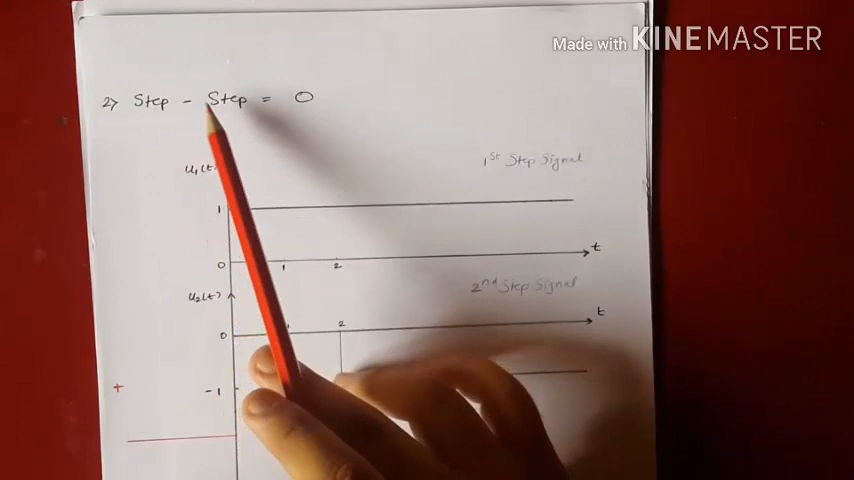 Made with KINEMASTER
2> Step - Step = 0
u₁(t)
1st Step Signal
1
t
0 1 2
u₂(t)
2nd Step Signal
t
0 2
+
-1